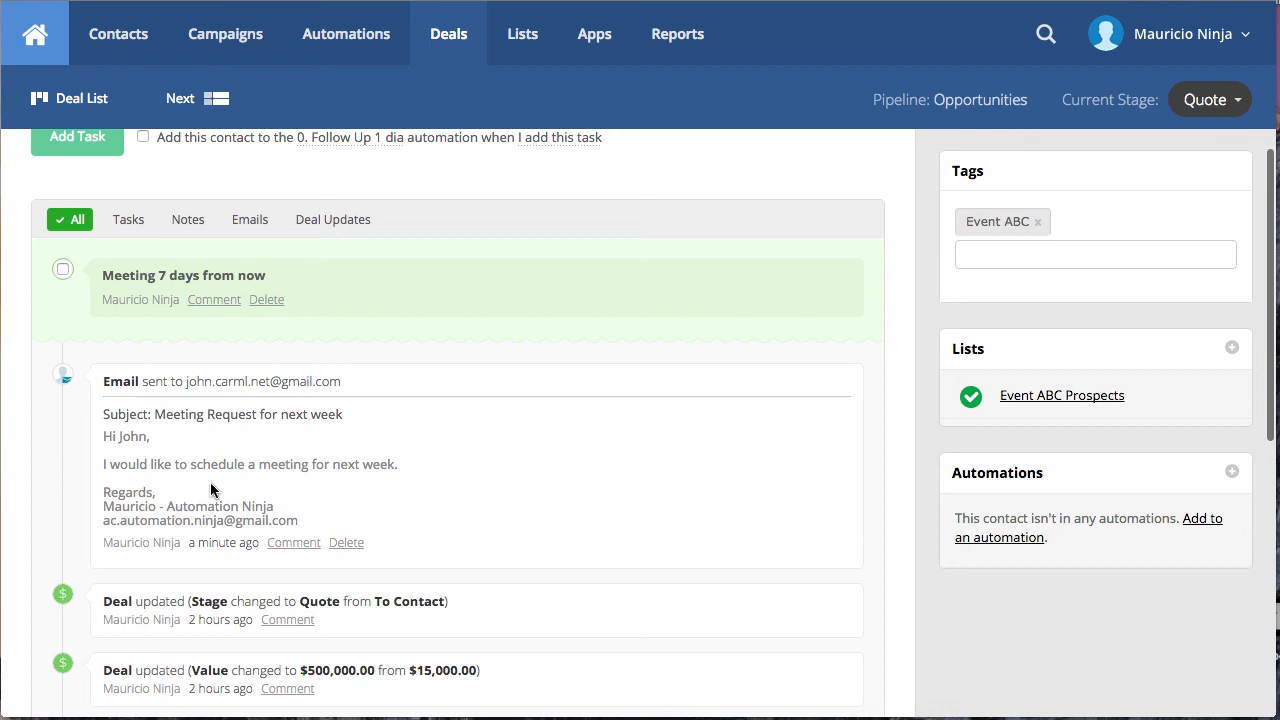 Contacts
Campaigns
Automations
Deals
Lists
Apps
Reports
Mauricio Ninja
Deal List
Next
Pipeline: Opportunities
Current Stage:
Quote
Add Task
Add this contact to the 0. Follow Up 1 dia automation when I add this task
All
Tasks
Notes
Emails
Deal Updates
Meeting 7 days from now
Mauricio Ninja Comment Delete
Email sent to john.carml.net@gmail.com
Subject: Meeting Request for next week
Hi John,
I would like to schedule a meeting for next week.
Regards,
Mauricio - Automation Ninja
ac.automation.ninja@gmail.com
Mauricio Ninja a minute ago Comment Delete
$
Deal updated (Stage changed to Quote from To Contact)
Mauricio Ninja 2 hours ago Comment
$
Deal updated (Value changed to $500,000.00 from $15,000.00)
Mauricio Ninja 2 hours ago Comment
Tags
Event ABC ×
Lists
Event ABC Prospects
Automations
This contact isn't in any automations. Add to
an automation.